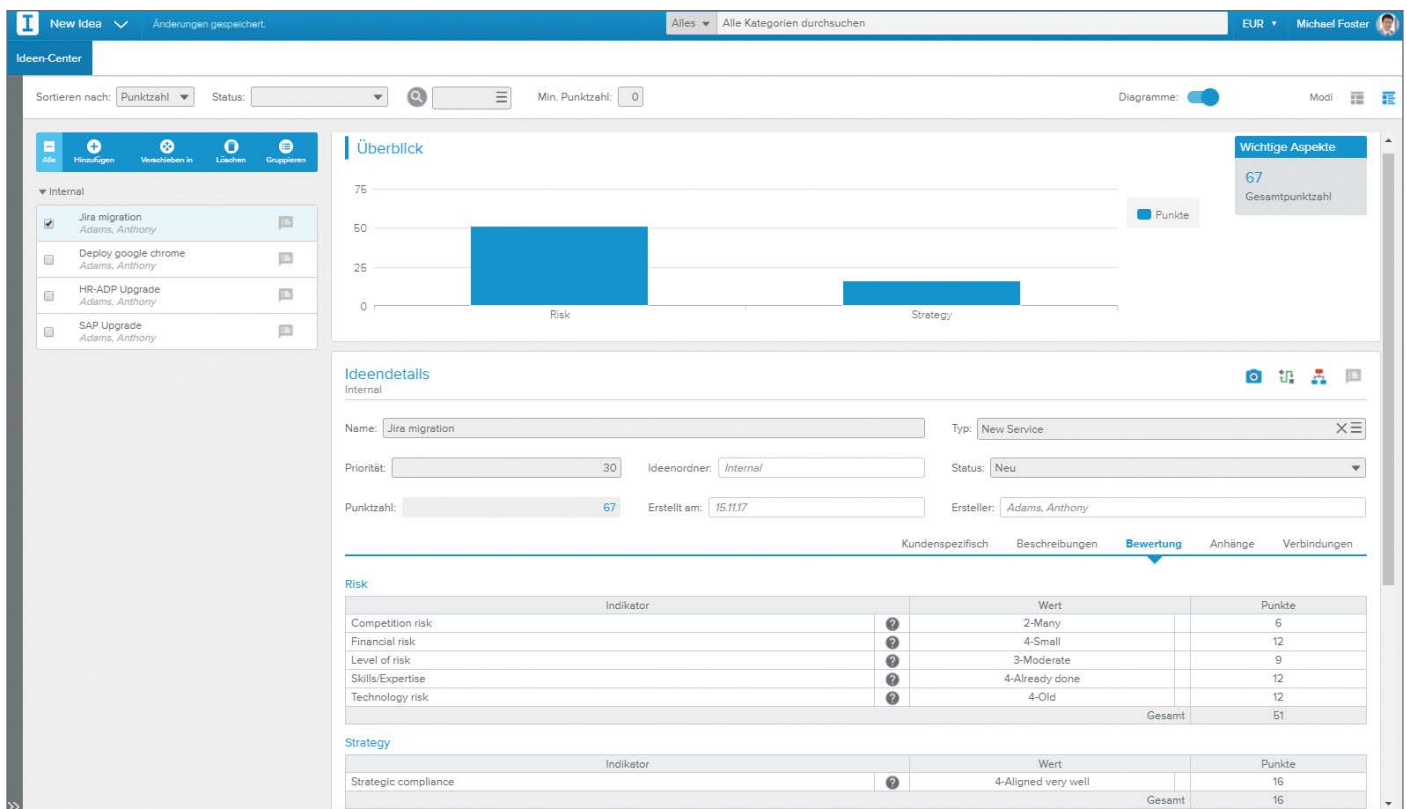 I New Idea Änderungen gespeichert. Alles Alle Kategorien durchsuchen EUR Michael Foster
Ideen-Center
Sortieren nach: Punktzahl Status: Min. Punktzahl: 0 Diagramme: Modi
Alle Hinzufügen Verschieben in Löschen Gruppieren
Internal
Jira migration
Adams, Anthony
Deploy google chrome
Adams, Anthony
HR-ADP Upgrade
Adams, Anthony
SAP Upgrade
Adams, Anthony
Überblick
75
50
25
0
Risk Strategy
Punkte
Wichtige Aspekte
67
Gesamtpunktzahl
Ideendetails
Internal
Name: Jira migration Typ: New Service
Priorität: 30 Ideenordner: Internal Status: Neu
Punktzahl: 67 Erstellt am: 15.11.17 Ersteller: Adams, Anthony
Kundenspezifisch Beschreibungen Bewertung Anhänge Verbindungen
Risk
Indikator Wert Punkte
Competition risk ? 2-Many 6
Financial risk ? 4-Small 12
Level of risk ? 3-Moderate 9
Skills/Expertise ? 4-Already done 12
Technology risk ? 4-Old 12
Gesamt 51
Strategy
Indikator Wert Punkte
Strategic compliance ? 4-Aligned very well 16
Gesamt 16